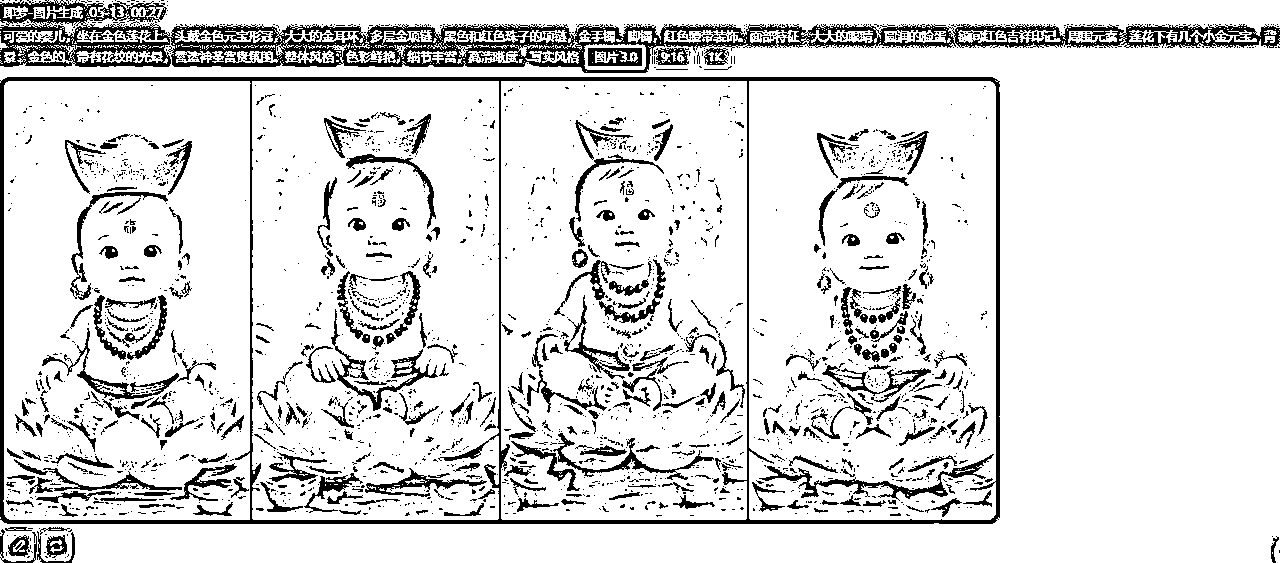 即梦 图片生成 05-13 00:27
可爱的婴儿，坐在金色莲花上，头戴金色元宝形冠，大大的金耳环，多层金项链，黑色和红色珠子的项链，金手镯、脚镯，红色腰带装饰。面部特征：大大的眼睛，圆润的脸蛋，额间红色吉祥印记。周围元素：莲花下有几个小金元宝。背
景：金色的、带有花纹的光景，营造神圣富贵氛围。整体风格：色彩鲜艳，细节丰富，高清晰度，写实风格 图片 3.0 9:16 1K
福